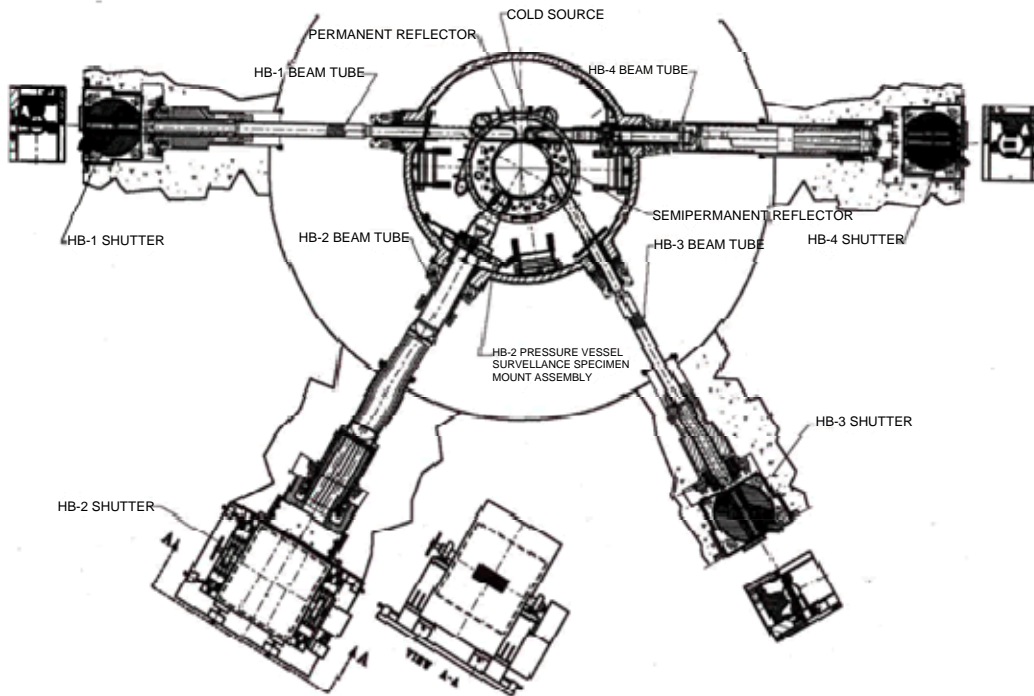 COLD SOURCE
PERMANENT REFLECTOR
HB-1 BEAM TUBE
HB-4 BEAM TUBE
SEMIPERMANENT REFLECTOR
HB-1 SHUTTER
HB-2 BEAM TUBE
HB-3 BEAM TUBE
HB-4 SHUTTER
HB-2 PRESSURE VESSEL
SURVELLANCE SPECIMEN
MOUNT ASSEMBLY
HB-3 SHUTTER
HB-2 SHUTTER
AA
AA
VIEW A-A